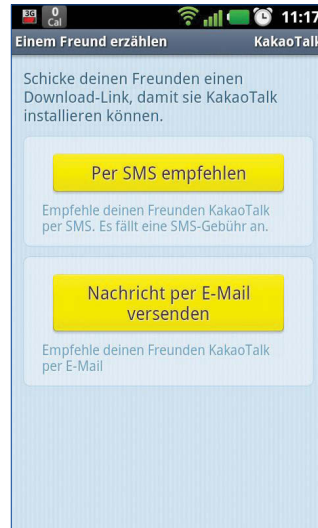 3G 0 Cal 11:17
Einem Freund erzählen KakaoTalk
Schicke deinen Freunden einen
Download-Link, damit sie KakaoTalk
installieren können.
Per SMS empfehlen
Empfehle deinen Freunden KakaoTalk
per SMS. Es fällt eine SMS-Gebühr an.
Nachricht per E-Mail
versenden
Empfehle deinen Freunden KakaoTalk
per E-Mail